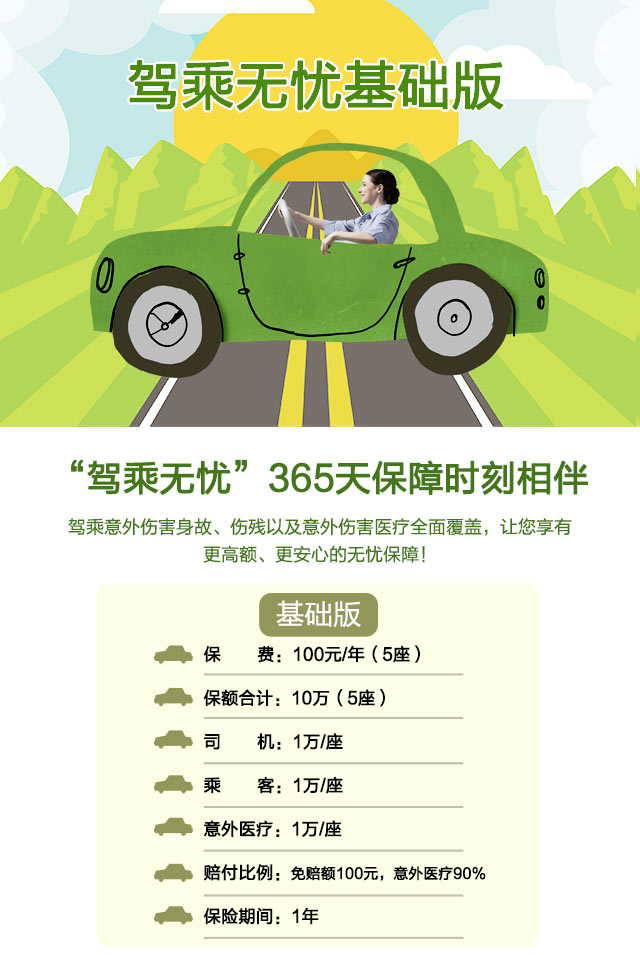 驾乘无忧基础版
“驾乘无忧”365天保障时刻相伴
驾乘意外伤害身故、伤残以及意外伤害医疗全面覆盖，让您享有
更高额、更安心的无忧保障！
基础版
保 费：100元/年（5座）
保额合计：10万（5座）
司 机：1万/座
乘 客：1万/座
意外医疗：1万/座
赔付比例：免赔额100元，意外医疗90%
保险期间：1年